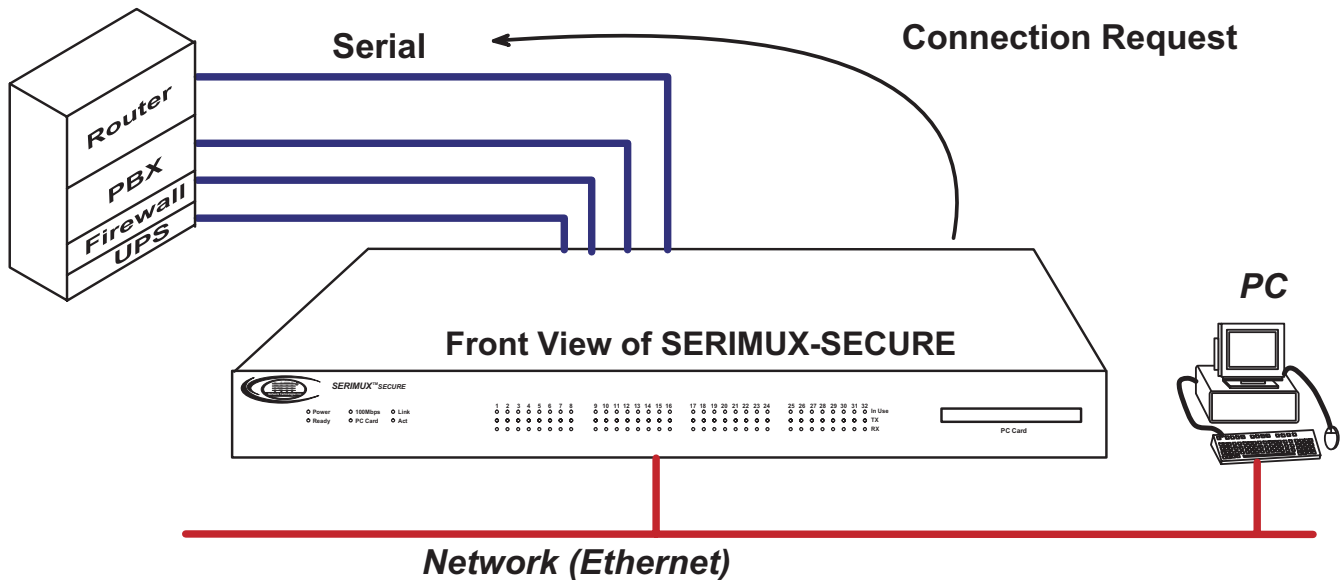 Serial
Connection Request
Router
PBX
Firewall
UPS
PC
Front View of SERIMUX-SECURE
SERIMUX™SECURE
Power 100Mbps Link
Ready PC Card Act
1 2 3 4 5 6 7 8 9 10 11 12 13 14 15 16 17 18 19 20 21 22 23 24 25 26 27 28 29 30 31 32
In Use
TX
RX
PC Card
Network (Ethernet)